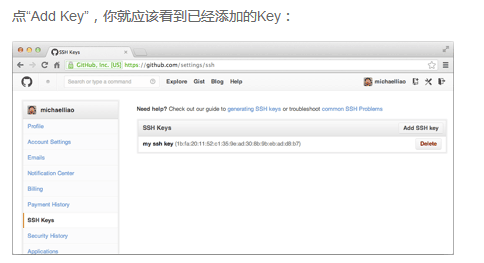 点“Add Key”，你就应该看到已经添加的Key：
SSH Keys
GitHub, Inc. [US] https://github.com/settings/ssh
Search or type a command
Explore Gist Blog Help
michaelliao
michaelliao
Profile
Account Settings
Emails
Notification Center
Billing
Payment History
SSH Keys
Security History
Applications
Need help? Check out our guide to generating SSH keys or troubleshoot common SSH Problems
SSH Keys
Add SSH key
my ssh key (1b:fa:20:11:52:c1:35:9e:ad:30:8b:9b:eb:ad:d8:b7)
Delete